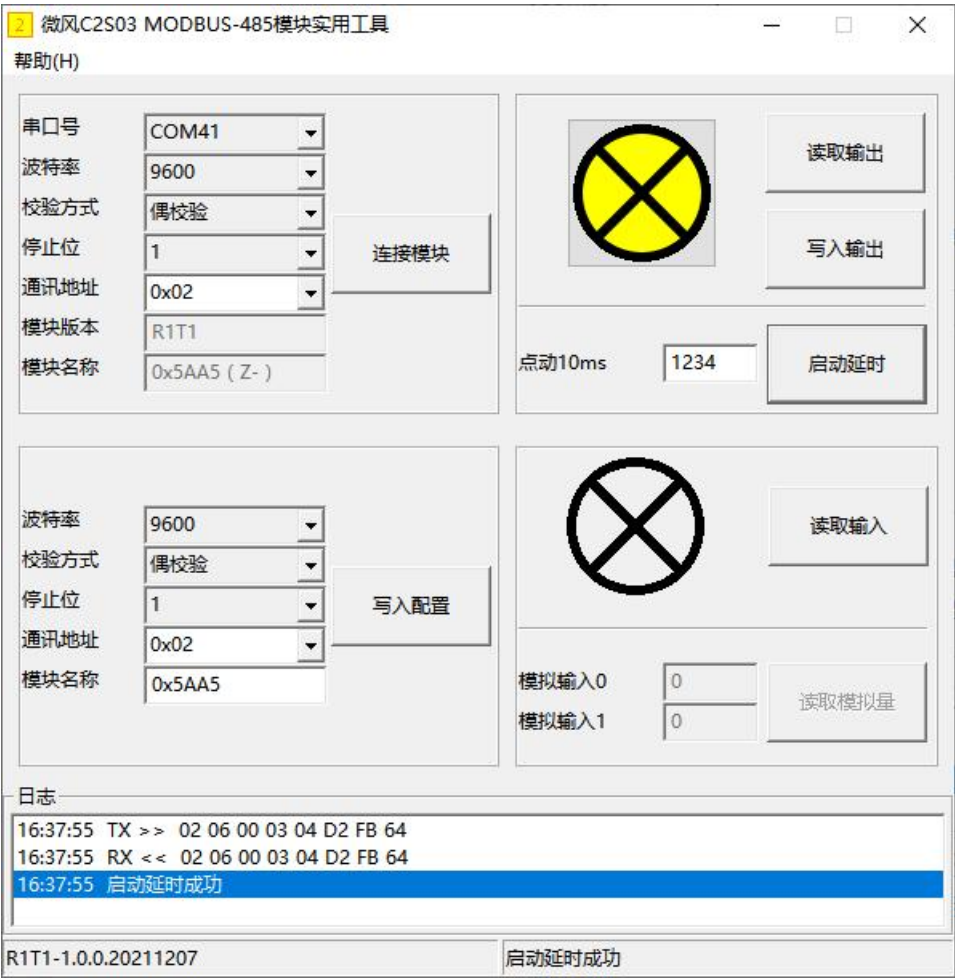 2 微风C2S03 MODBUS-485模块实用工具
帮助(H)
串口号 COM41
波特率 9600
校验方式 偶校验
停止位 1
通讯地址 0x02
模块版本 R1T1
模块名称 0x5AA5 ( Z- )
连接模块
读取输出
写入输出
点动10ms 1234 启动延时
波特率 9600
校验方式 偶校验
停止位 1
通讯地址 0x02
模块名称 0x5AA5
写入配置
读取输入
模拟输入0 0
模拟输入1 0
读取模拟量
日志
16:37:55 TX >> 02 06 00 03 04 D2 FB 64
16:37:55 RX << 02 06 00 03 04 D2 FB 64
16:37:55 启动延时成功
R1T1-1.0.0.20211207 启动延时成功